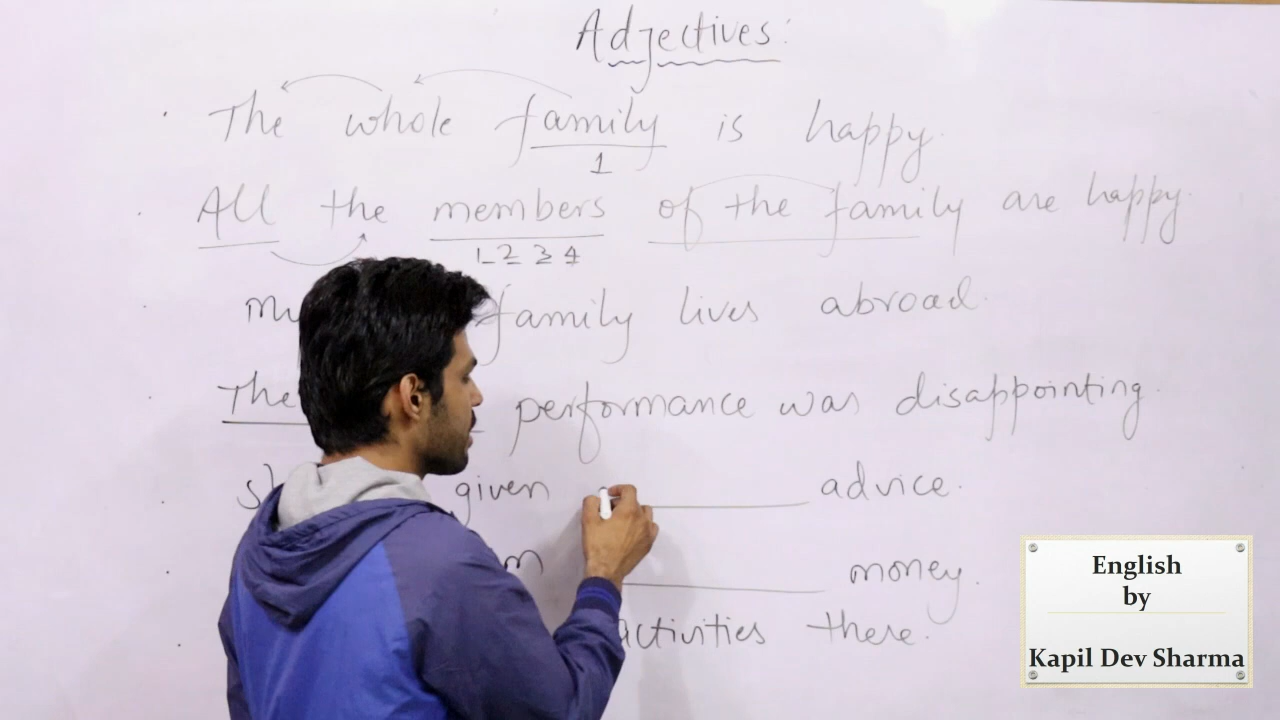 Adjectives:
The whole family is happy.
1
All the members of the family are happy.
1 2 3 4
My family lives abroad.
The performance was disappointing.
given advice.
money.
activities there.
English
by
Kapil Dev Sharma